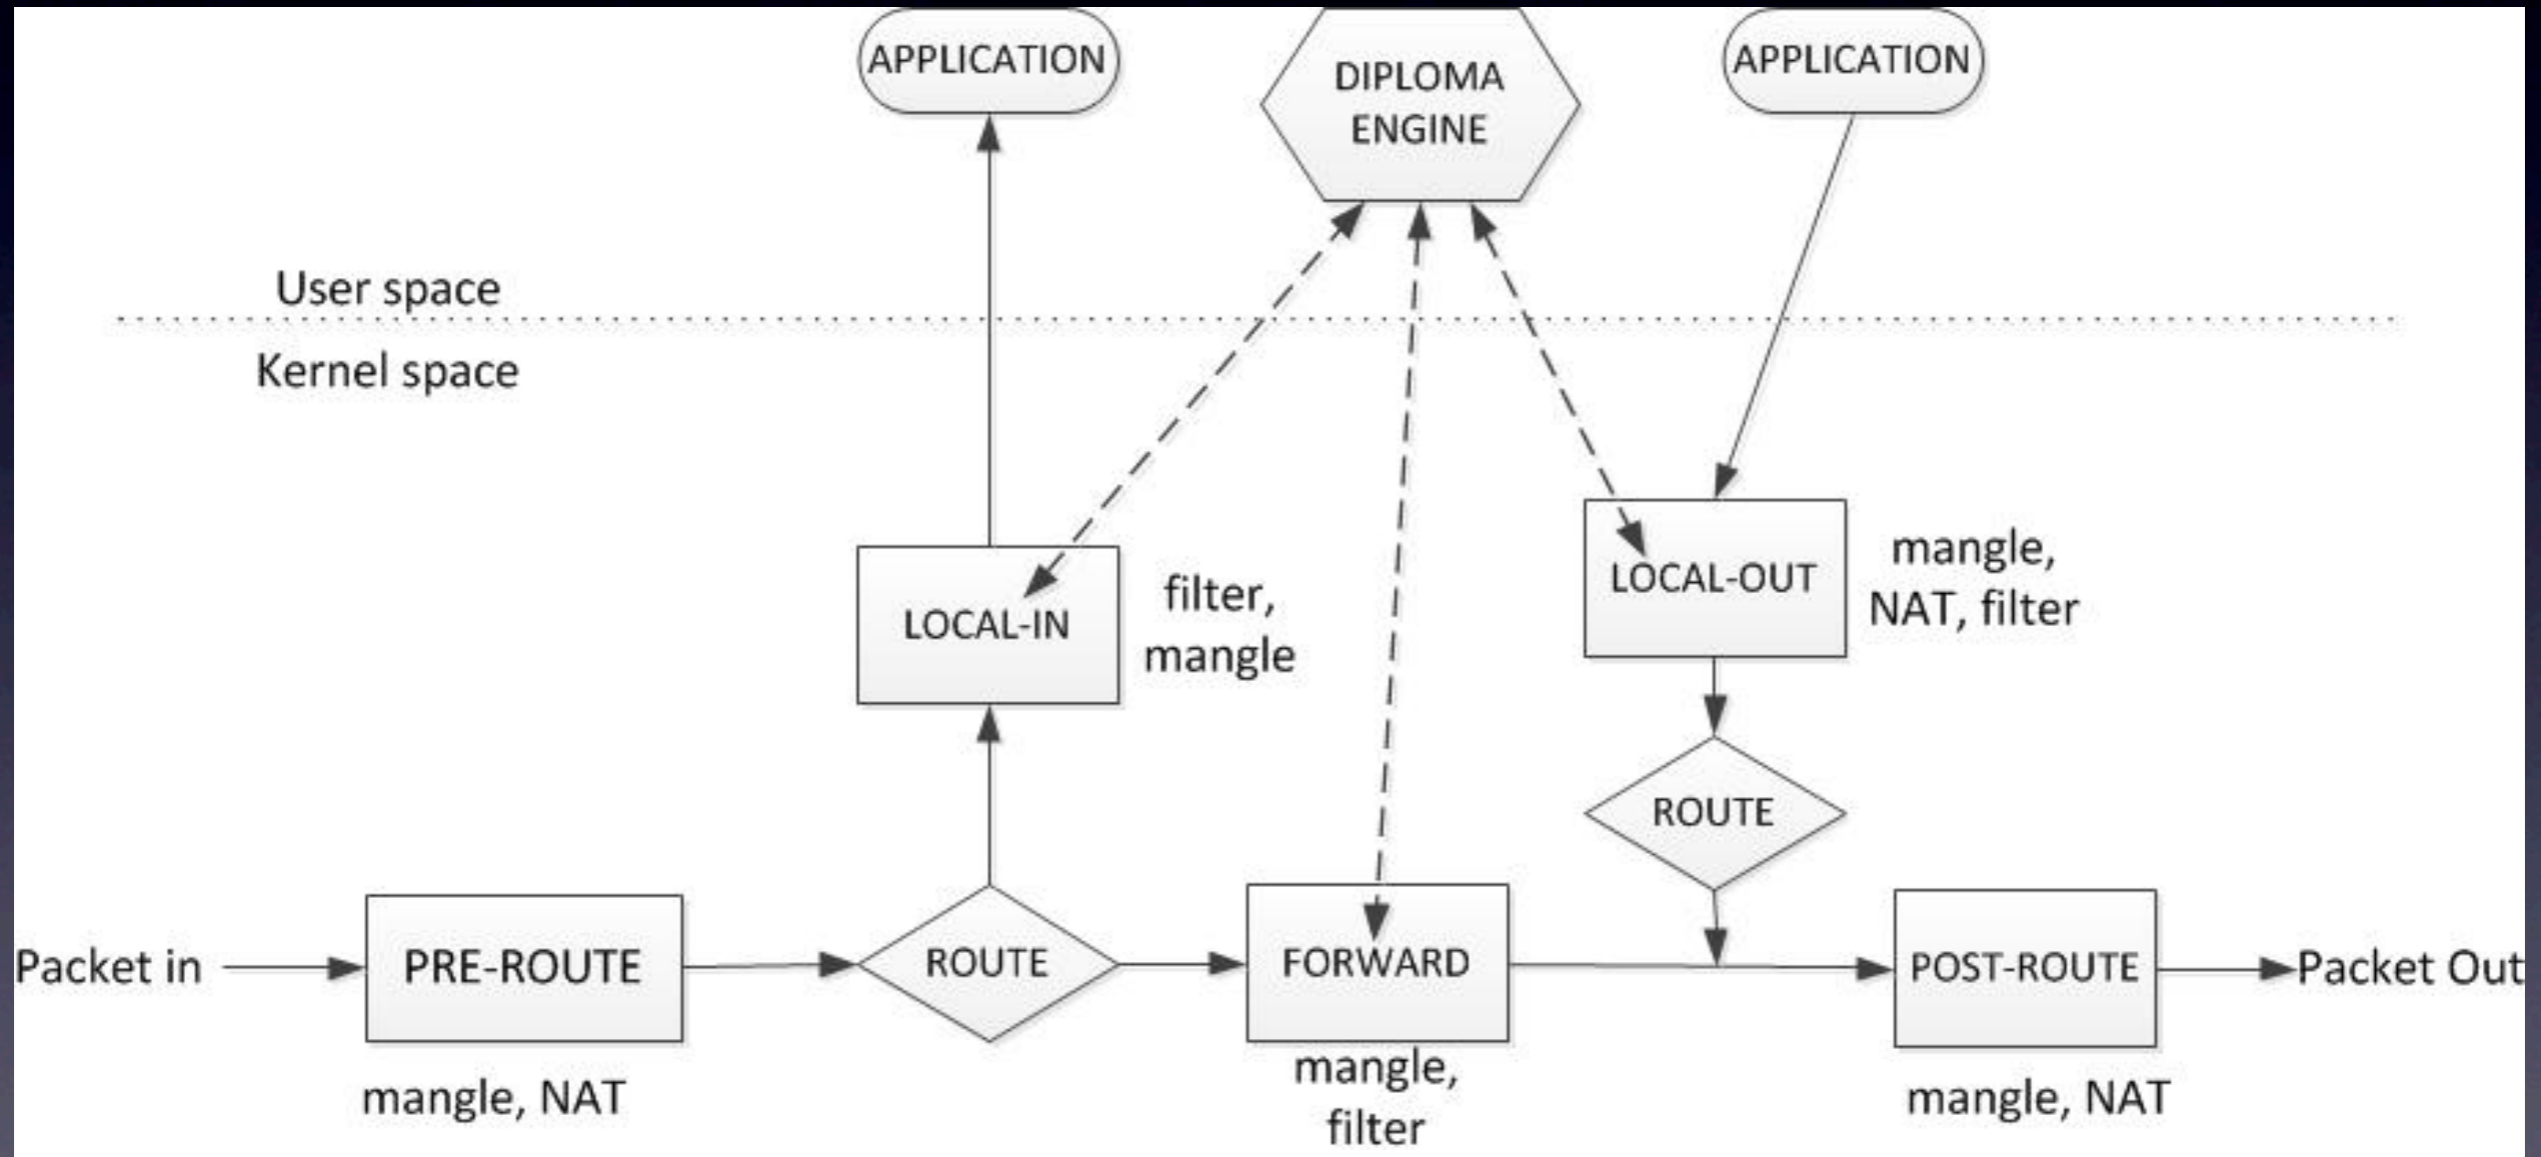 APPLICATION
DIPLOMA
ENGINE
APPLICATION
User space
Kernel space
LOCAL-IN
filter,
mangle
LOCAL-OUT
mangle,
NAT, filter
ROUTE
Packet in
PRE-ROUTE
mangle, NAT
ROUTE
FORWARD
mangle,
filter
POST-ROUTE
mangle, NAT
Packet Out